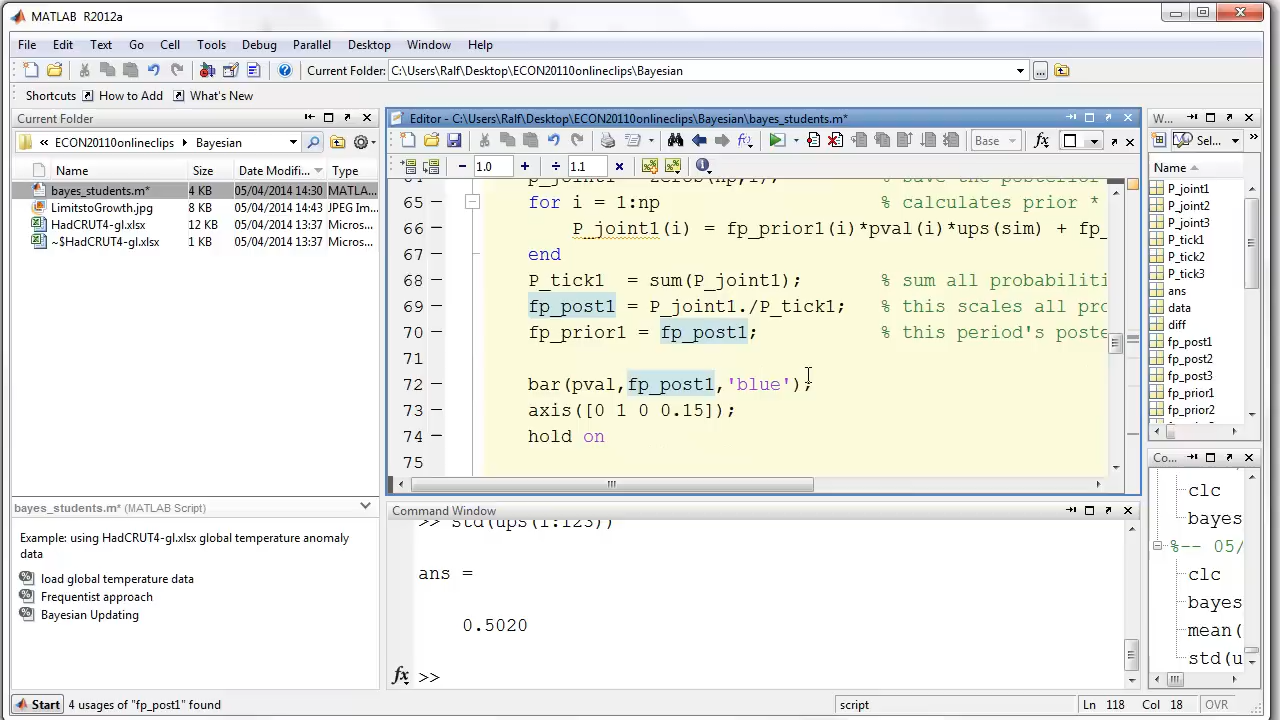 MATLAB R2012a
File Edit Text Go Cell Tools Debug Parallel Desktop Window Help
Current Folder: C:\Users\Ralf\Desktop\ECON20110onlineclips\Bayesian
Shortcuts How to Add What's New
Current Folder
« ECON20110onlineclips ▸ Bayesian
Name Size Date Modifi... Type
bayes_students.m* 4 KB 05/04/2014 14:30 MATLA...
LimitstoGrowth.jpg 8 KB 05/04/2014 14:43 JPEG Im...
HadCRUT4-gl.xlsx 12 KB 05/04/2014 13:37 Micros...
~$HadCRUT4-gl.xlsx 1 KB 05/04/2014 13:37 Micros...
bayes_students.m* (MATLAB Script)
Example: using HadCRUT4-gl.xlsx global temperature anomaly
data
load global temperature data
Frequentist approach
Bayesian Updating
Editor - C:\Users\Ralf\Desktop\ECON20110onlineclips\Bayesian\bayes_students.m*
Base
− 1.0 + ÷ 1.1 ×
64 P_joint1 = zeros(np,1); % save the posterior
65 for i = 1:np % calculates prior *
66 P_joint1(i) = fp_prior1(i)*pval(i)*ups(sim) + fp_
67 end
68 P_tick1 = sum(P_joint1); % sum all probabiliti
69 fp_post1 = P_joint1./P_tick1; % this scales all pro
70 fp_prior1 = fp_post1; % this period's poste
71
72 bar(pval,fp_post1,'blue');
73 axis([0 1 0 0.15]);
74 hold on
75
Command Window
>> std(ups(1:123))
ans =
0.5020
fx >>
W...
Sel...
Name
P_joint1
P_joint2
P_joint3
P_tick1
P_tick2
P_tick3
ans
data
diff
fp_post1
fp_post2
fp_post3
fp_prior1
fp_prior2
Co...
clc
bayes
%-- 05/
clc
bayes
mean(
std(u
Start 4 usages of "fp_post1" found script Ln 118 Col 18 OVR